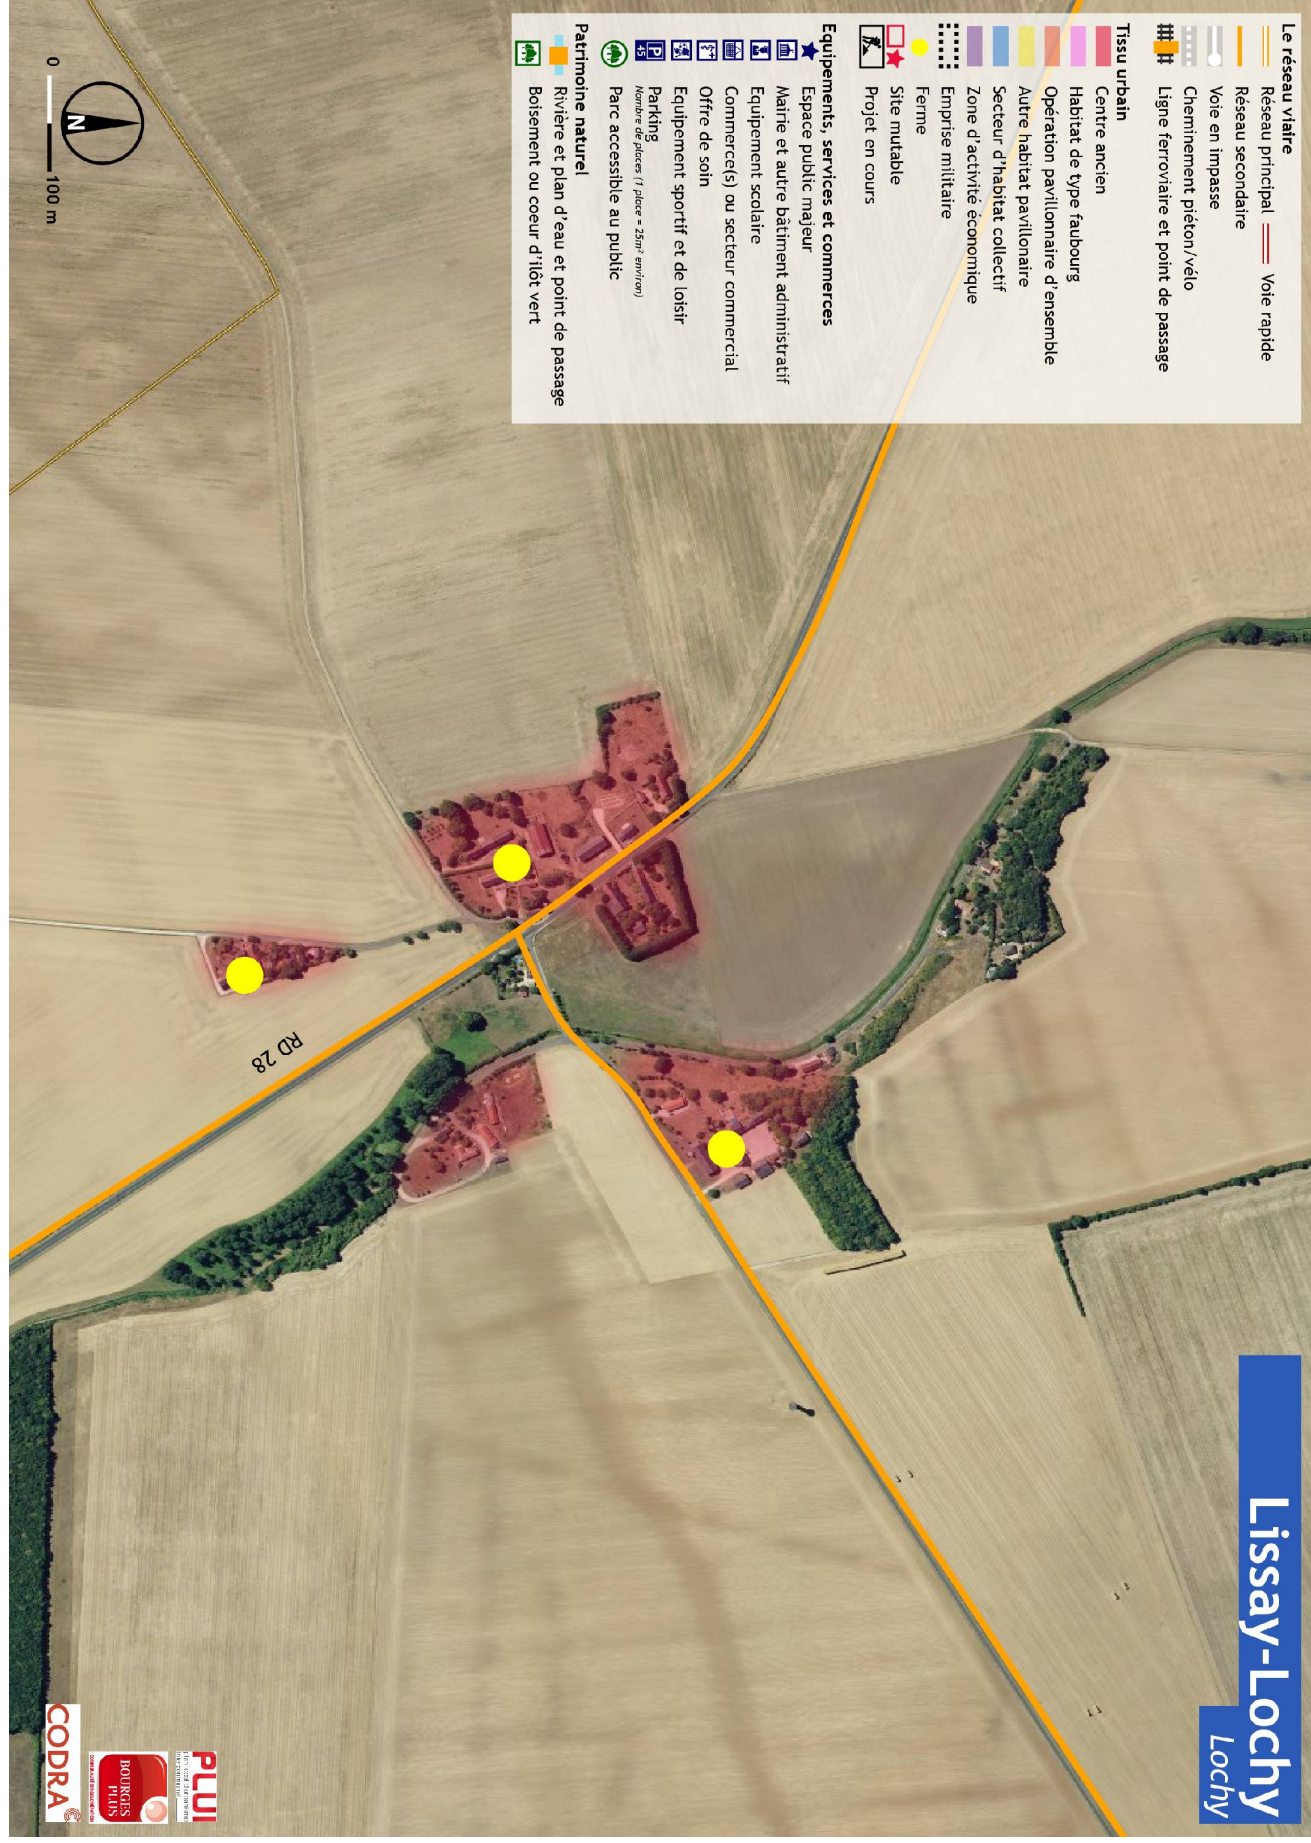 Lissay-Lochy
Lochy
Le réseau viaire
Réseau principal
Voie rapide
Réseau secondaire
Voie en impasse
Cheminement piéton/vélo
Ligne ferroviaire et point de passage
Tissu urbain
Centre ancien
Habitat de type faubourg
Opération pavillonnaire d'ensemble
Autre habitat pavillonaire
Secteur d'habitat collectif
Zone d'activité économique
Emprise militaire
Ferme
Site mutable
Projet en cours
Equipements, services et commerces
Espace public majeur
Mairie et autre bâtiment administratif
Equipement scolaire
Commerce(s) ou secteur commercial
Offre de soin
Equipement sportif et de loisir
P
45
Parking
Nombre de places (1 place = 25m² environ)
Parc accessible au public
Patrimoine naturel
Rivière et plan d'eau et point de passage
Boisement ou coeur d'ilôt vert
N
0 100 m
RD 28
PLUI
BOURGES
PLUS
CODRA